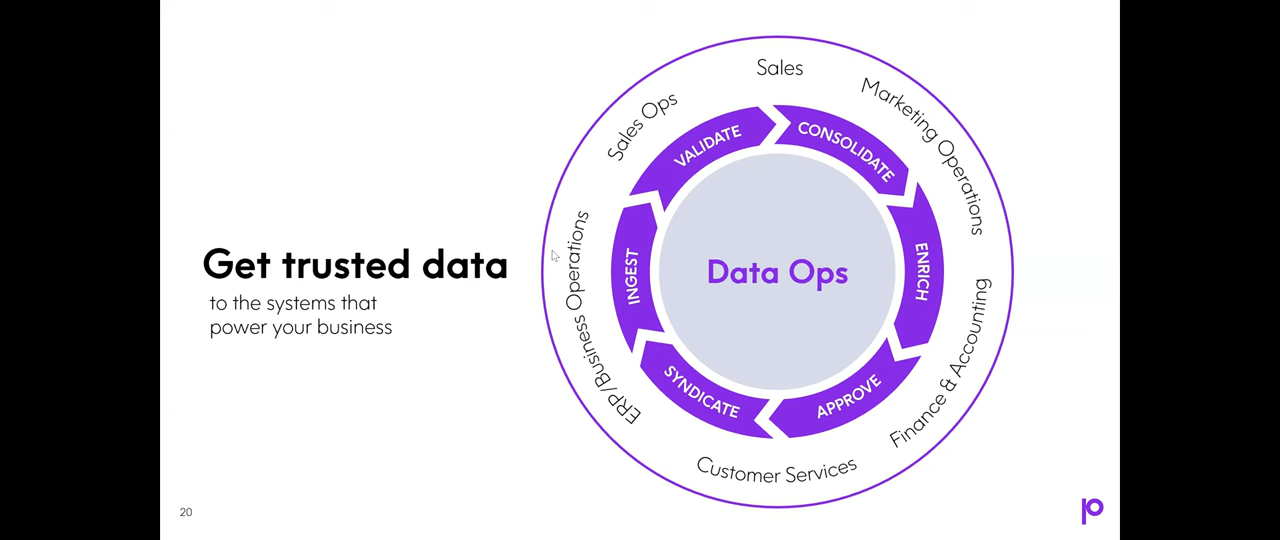 Get trusted data
to the systems that
power your business
Data Ops
INGEST
VALIDATE
CONSOLIDATE
ENRICH
APPROVE
SYNDICATE
Sales Ops
Sales
Marketing Operations
Finance & Accounting
Customer Services
ERP/Business Operations
20